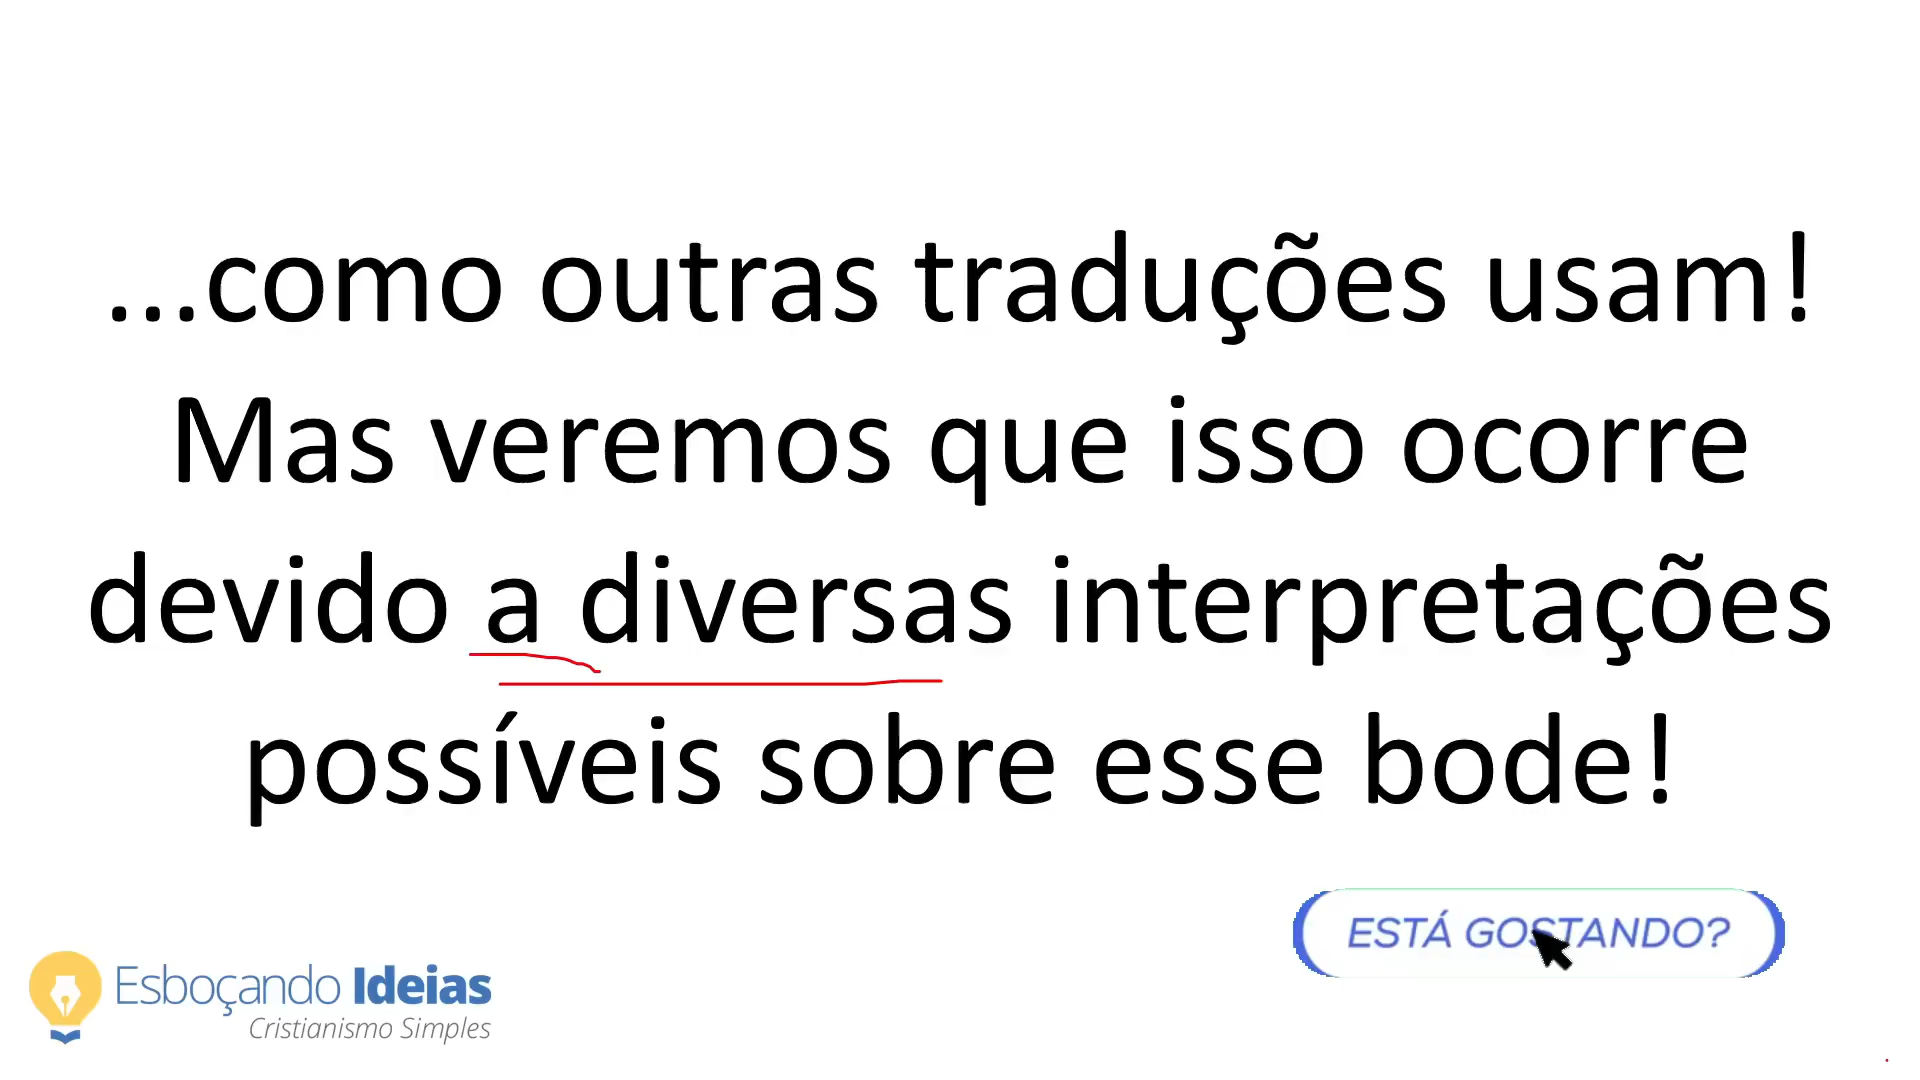 ...como outras traduções usam!
Mas veremos que isso ocorre
devido a diversas interpretações
possíveis sobre esse bode!
ESTÁ GOSTANDO?
Esboçando Ideias
Cristianismo Simples